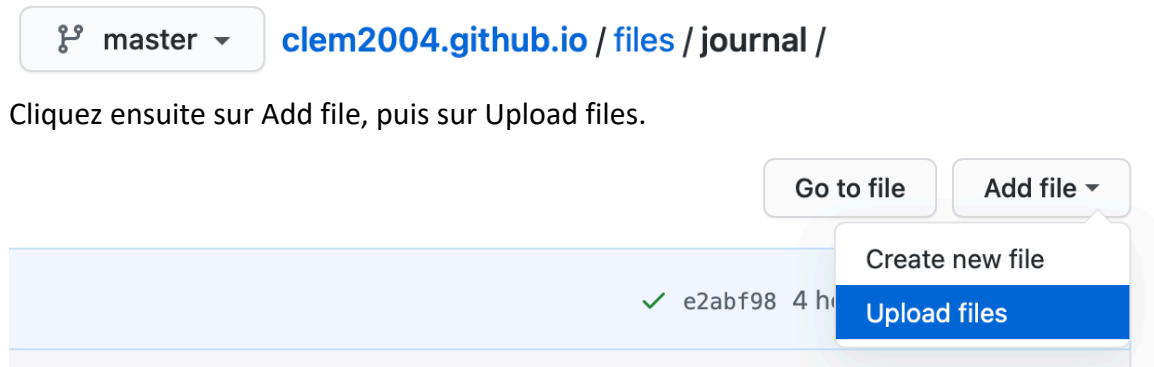 master clem2004.github.io / files / journal /
Cliquez ensuite sur Add file, puis sur Upload files.
Go to file Add file
Create new file
e2abf98 4
Upload files